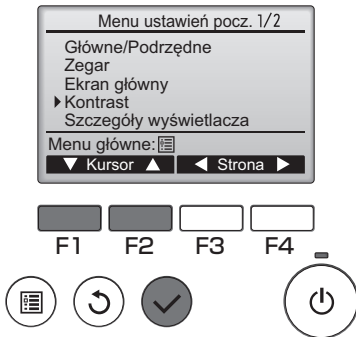 Menu ustawień pocz. 1/2
Główne/Podrzędne
Zegar
Ekran główny
Kontrast
Szczegóły wyświetlacza
Menu główne:
▼ Kursor ▲ ◀ Strona ▶
F1 F2 F3 F4